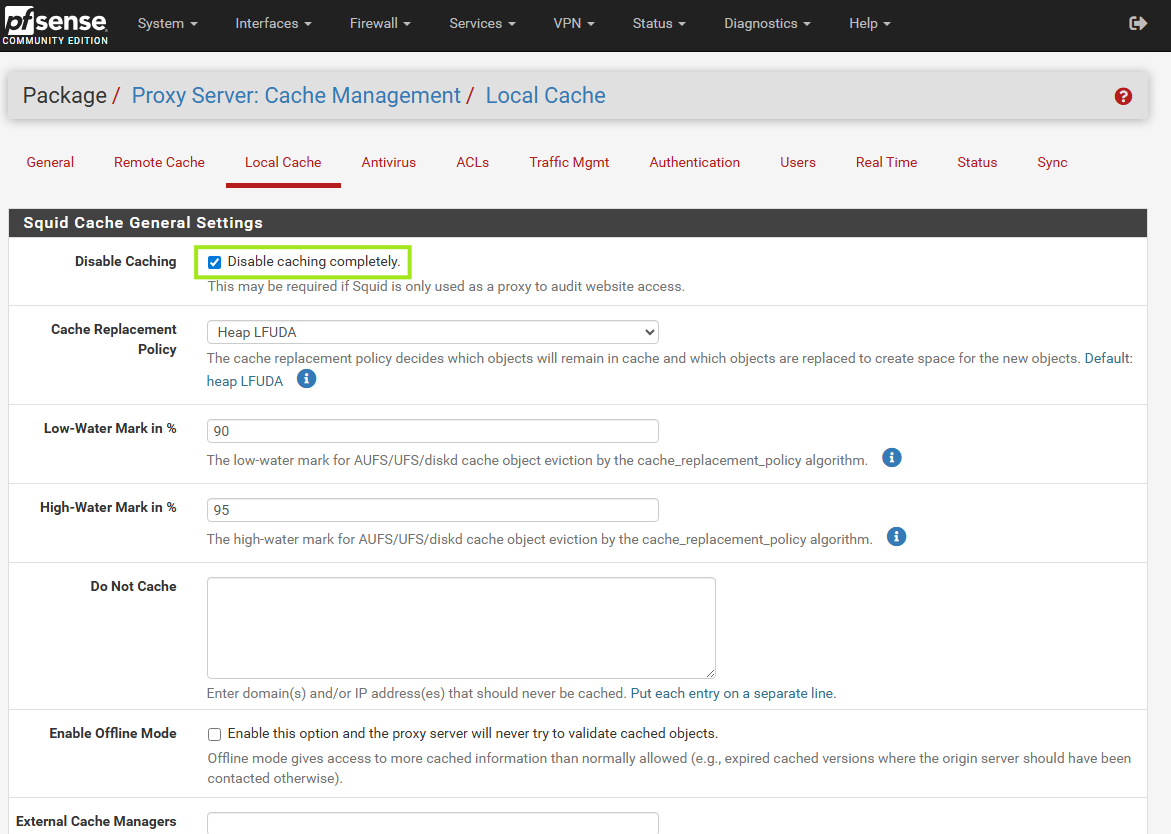 pfsense
COMMUNITY EDITION
System
Interfaces
Firewall
Services
VPN
Status
Diagnostics
Help
Package / Proxy Server: Cache Management / Local Cache
General
Remote Cache
Local Cache
Antivirus
ACLs
Traffic Mgmt
Authentication
Users
Real Time
Status
Sync
Squid Cache General Settings
Disable Caching
Disable caching completely.
This may be required if Squid is only used as a proxy to audit website access.
Cache Replacement
Policy
Heap LFUDA
The cache replacement policy decides which objects will remain in cache and which objects are replaced to create space for the new objects. Default:
heap LFUDA
Low-Water Mark in %
90
The low-water mark for AUFS/UFS/diskd cache object eviction by the cache_replacement_policy algorithm.
High-Water Mark in %
95
The high-water mark for AUFS/UFS/diskd cache object eviction by the cache_replacement_policy algorithm.
Do Not Cache
Enter domain(s) and/or IP address(es) that should never be cached. Put each entry on a separate line.
Enable Offline Mode
Enable this option and the proxy server will never try to validate cached objects.
Offline mode gives access to more cached information than normally allowed (e.g., expired cached versions where the origin server should have been
contacted otherwise).
External Cache Managers